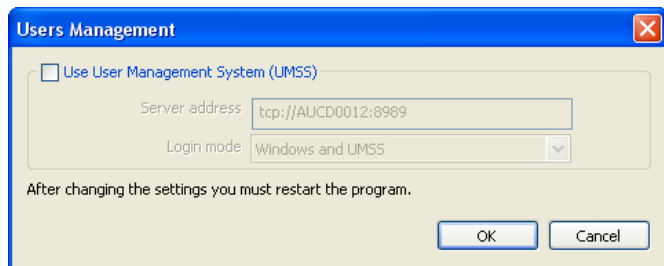 Users Management
Use User Management System (UMSS)
Server address tcp://AUCD0012:8989
Login mode Windows and UMSS
After changing the settings you must restart the program.
OK Cancel